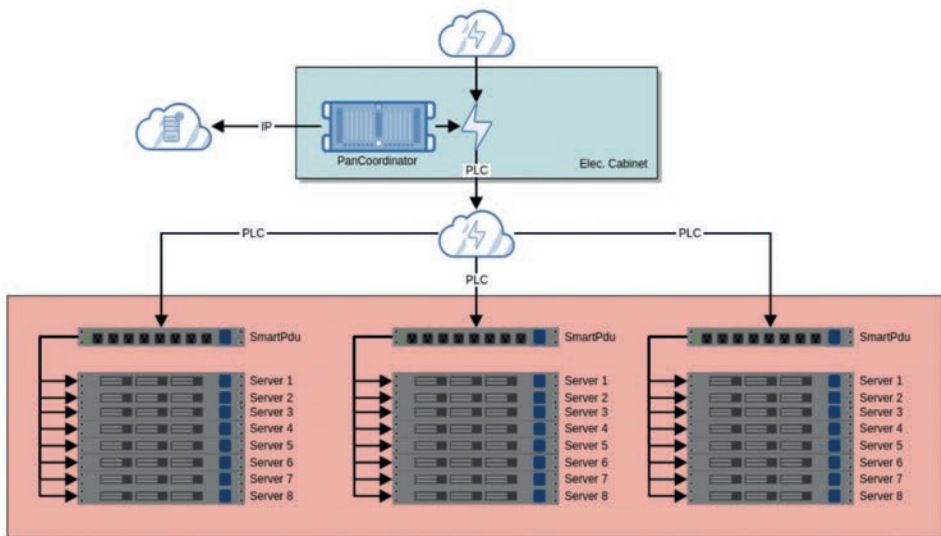 IP
PanCoordinator
Elec. Cabinet
PLC
PLC
PLC
PLC
SmartPdu
SmartPdu
SmartPdu
Server 1
Server 2
Server 3
Server 4
Server 5
Server 6
Server 7
Server 8
Server 1
Server 2
Server 3
Server 4
Server 5
Server 6
Server 7
Server 8
Server 1
Server 2
Server 3
Server 4
Server 5
Server 6
Server 7
Server 8